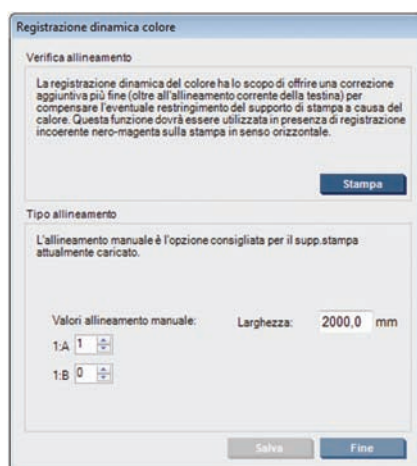 Registrazione dinamica colore
Verifica allineamento
La registrazione dinamica del colore ha lo scopo di offrire una correzione
aggiuntiva più fine (oltre all'allineamento corrente della testina) per
compensare l'eventuale restringimento del supporto di stampa a causa del
calore. Questa funzione dovrà essere utilizzata in presenza di registrazione
incoerente nero-magenta sulla stampa in senso orizzontale.
Stampa
Tipo allineamento
L'allineamento manuale è l'opzione consigliata per il supp.stampa
attualmente caricato.
Valori allineamento manuale: Larghezza: 2000,0 mm
1:A 1
1:B 0
Salva Fine